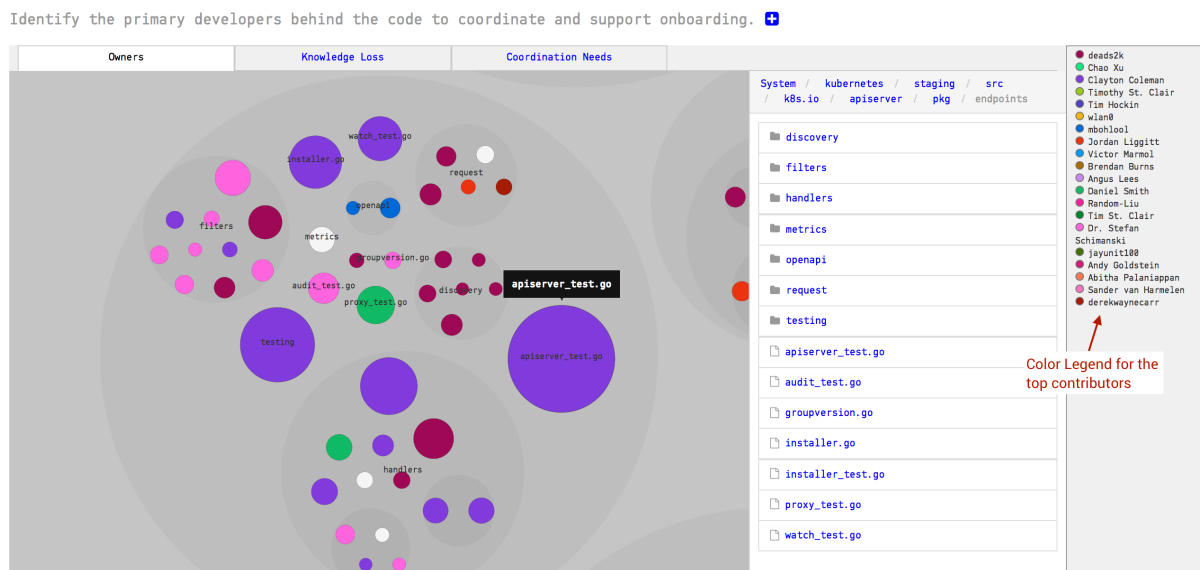 Identify the primary developers behind the code to coordinate and support onboarding.
Owners
Knowledge Loss
Coordination Needs
watch_test.go
installer.go
request
openapi
filters
metrics
groupversion.go
audit_test.go
discovery
proxy_test.go
apiserver_test.go
testing
apiserver_test.go
handlers
System / kubernetes / staging / src
/ k8s.io / apiserver / pkg / endpoints
discovery
filters
handlers
metrics
openapi
request
testing
apiserver_test.go
audit_test.go
groupversion.go
installer.go
installer_test.go
proxy_test.go
watch_test.go
deads2k
Chao Xu
Clayton Coleman
Timothy St. Clair
Tim Hockin
wlan0
mbohlool
Jordan Liggitt
Victor Marmol
Brendan Burns
Angus Lees
Daniel Smith
Random-Liu
Tim St. Clair
Dr. Stefan
Schimanski
jayunit100
Andy Goldstein
Abitha Palaniappan
Sander van Harmelen
derekwaynecarr
Color Legend for the
top contributors